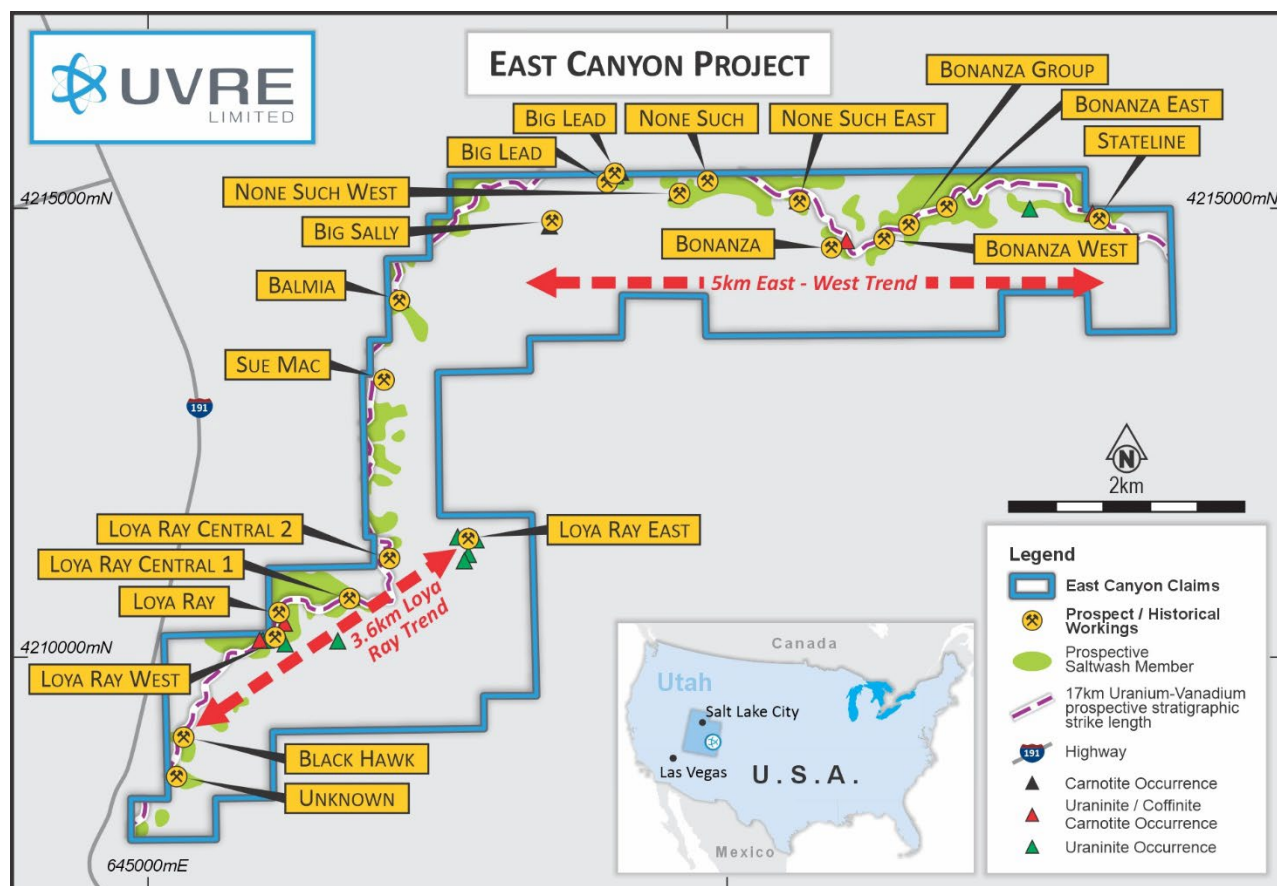 UVRE
LIMITED
EAST CANYON PROJECT
BONANZA GROUP
BONANZA EAST
BIG LEAD
NONE SUCH
NONE SUCH EAST
STATELINE
BIG LEAD
NONE SUCH WEST
4215000mN
4215000mN
BIG SALLY
BONANZA
BONANZA WEST
5km East - West Trend
BALMIA
SUE MAC
191
N
2km
LOYA RAY CENTRAL 2
LOYA RAY EAST
LOYA RAY CENTRAL 1
LOYA RAY
3.6km Loya
Ray Trend
4210000mN
LOYA RAY WEST
BLACK HAWK
UNKNOWN
645000mE
Canada
Utah
Salt Lake City
Las Vegas
U.S.A.
Mexico
Legend
East Canyon Claims
Prospect / Historical
Workings
Prospective
Saltwash Member
17km Uranium-Vanadium
prospective stratigraphic
strike length
191
Highway
Carnotite Occurrence
Uraninite / Coffinite
Carnotite Occurrence
Uraninite Occurrence